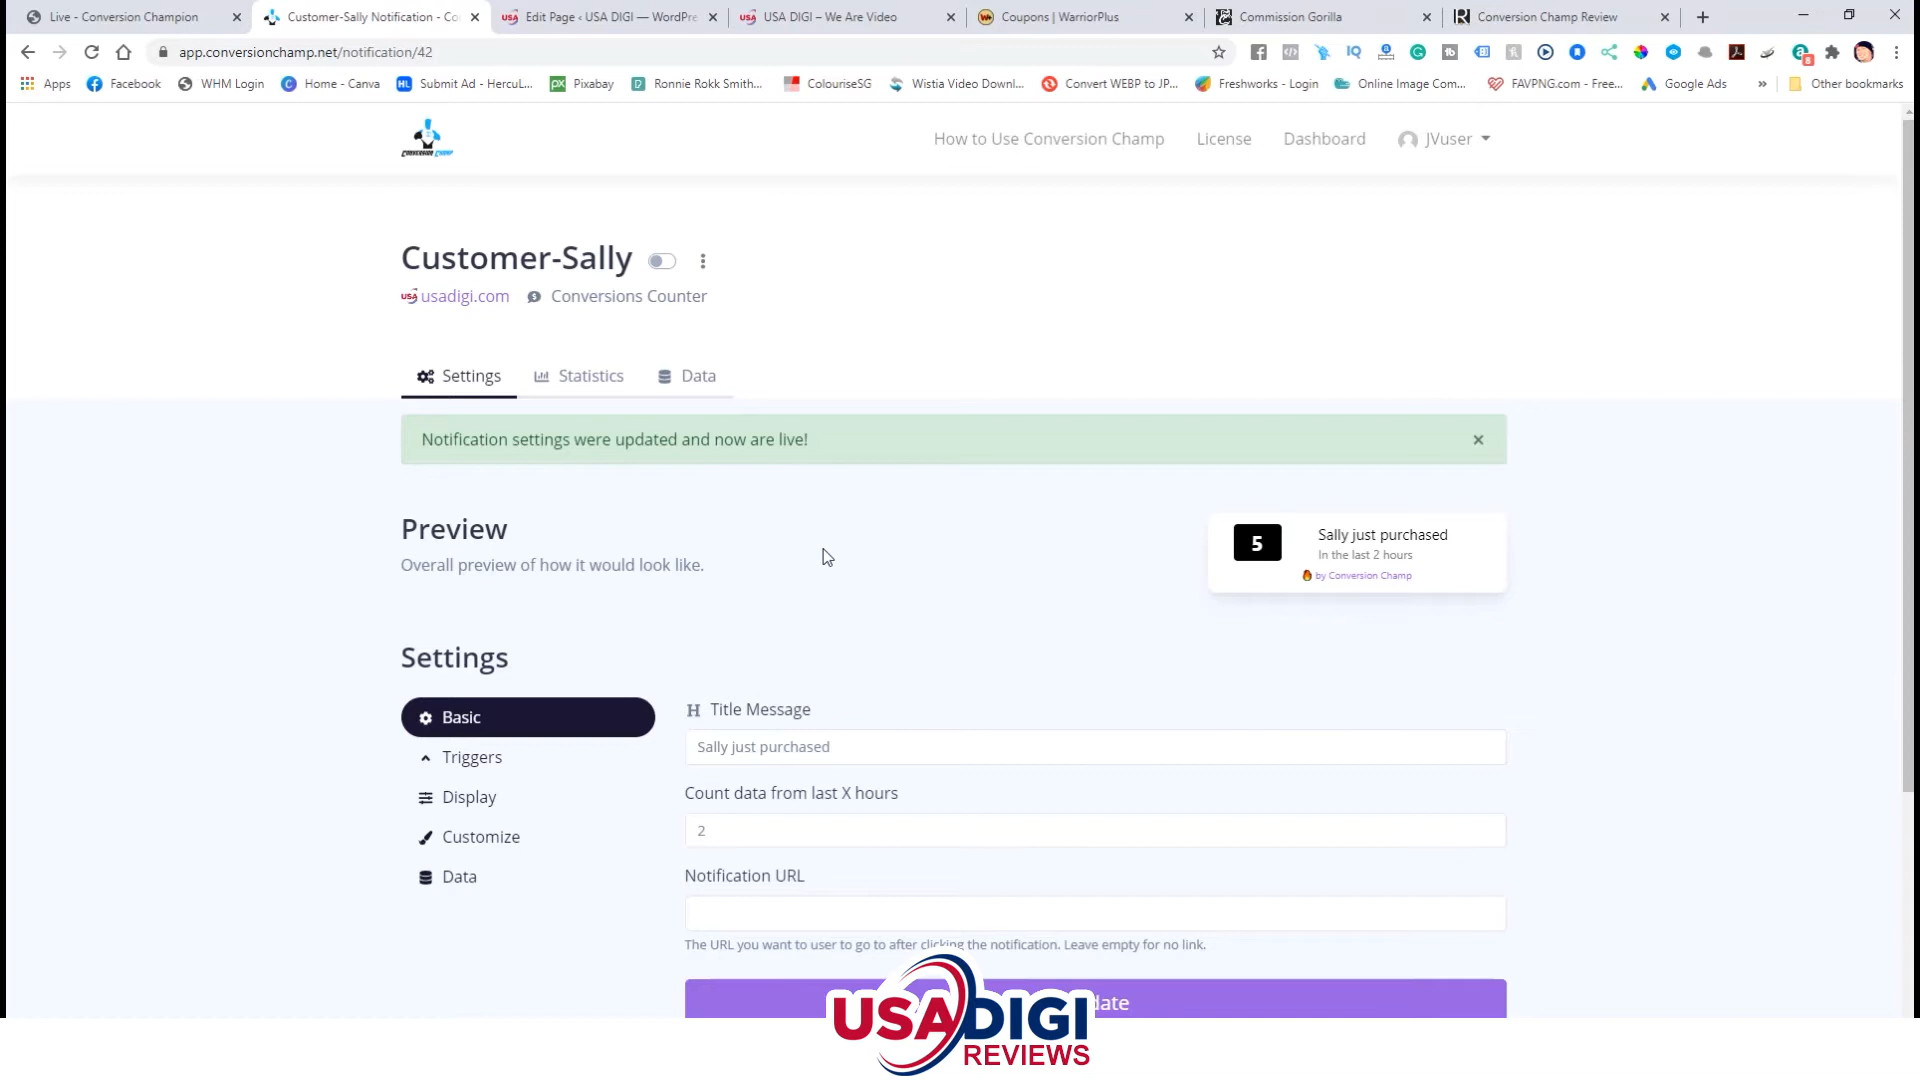 Live - Conversion Champion
Customer-Sally Notification - Co
Edit Page ‹ USA DIGI — WordPre
USA DIGI – We Are Video
Coupons | WarriorPlus
Commission Gorilla
Conversion Champ Review
app.conversionchamp.net/notification/42
Apps
Facebook
WHM Login
Home - Canva
Submit Ad - HercuL...
Pixabay
Ronnie Rokk Smith...
ColouriseSG
Wistia Video Downl...
Convert WEBP to JP...
Freshworks - Login
Online Image Com...
FAVPNG.com - Free...
Google Ads
»
Other bookmarks
CONVERSION CHAMP
How to Use Conversion Champ
License
Dashboard
JVuser
Customer-Sally
USA usadigi.com
Conversions Counter
Settings
Statistics
Data
Notification settings were updated and now are live!
Preview
Overall preview of how it would look like.
5
Sally just purchased
In the last 2 hours
by Conversion Champ
Settings
Basic
Triggers
Display
Customize
Data
Title Message
Sally just purchased
Count data from last X hours
2
Notification URL
The URL you want to user to go to after clicking the notification. Leave empty for no link.
USADIGI
REVIEWS